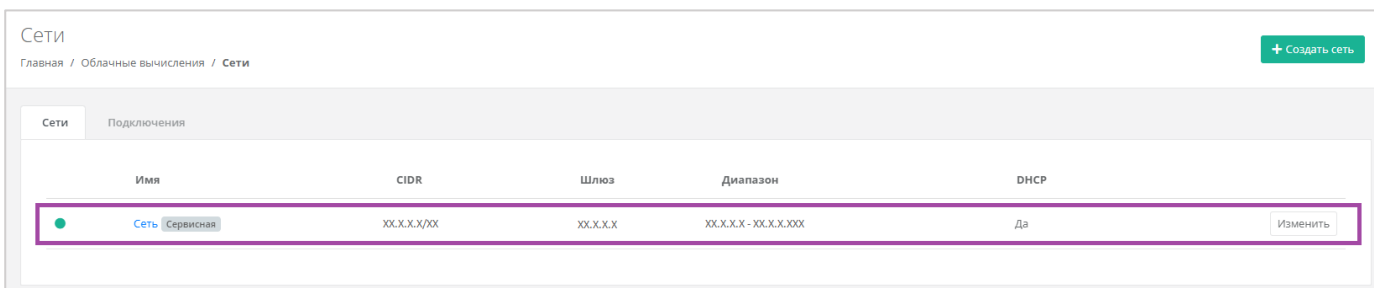 Сети
+ Создать сеть
Главная / Облачные вычисления / Сети
Сети Подключения
Имя CIDR Шлюз Диапазон DHCP
Сеть Сервисная XX.X.X.X/XX XX.X.X.X XX.X.X.X - XX.X.X.XXX Да Изменить